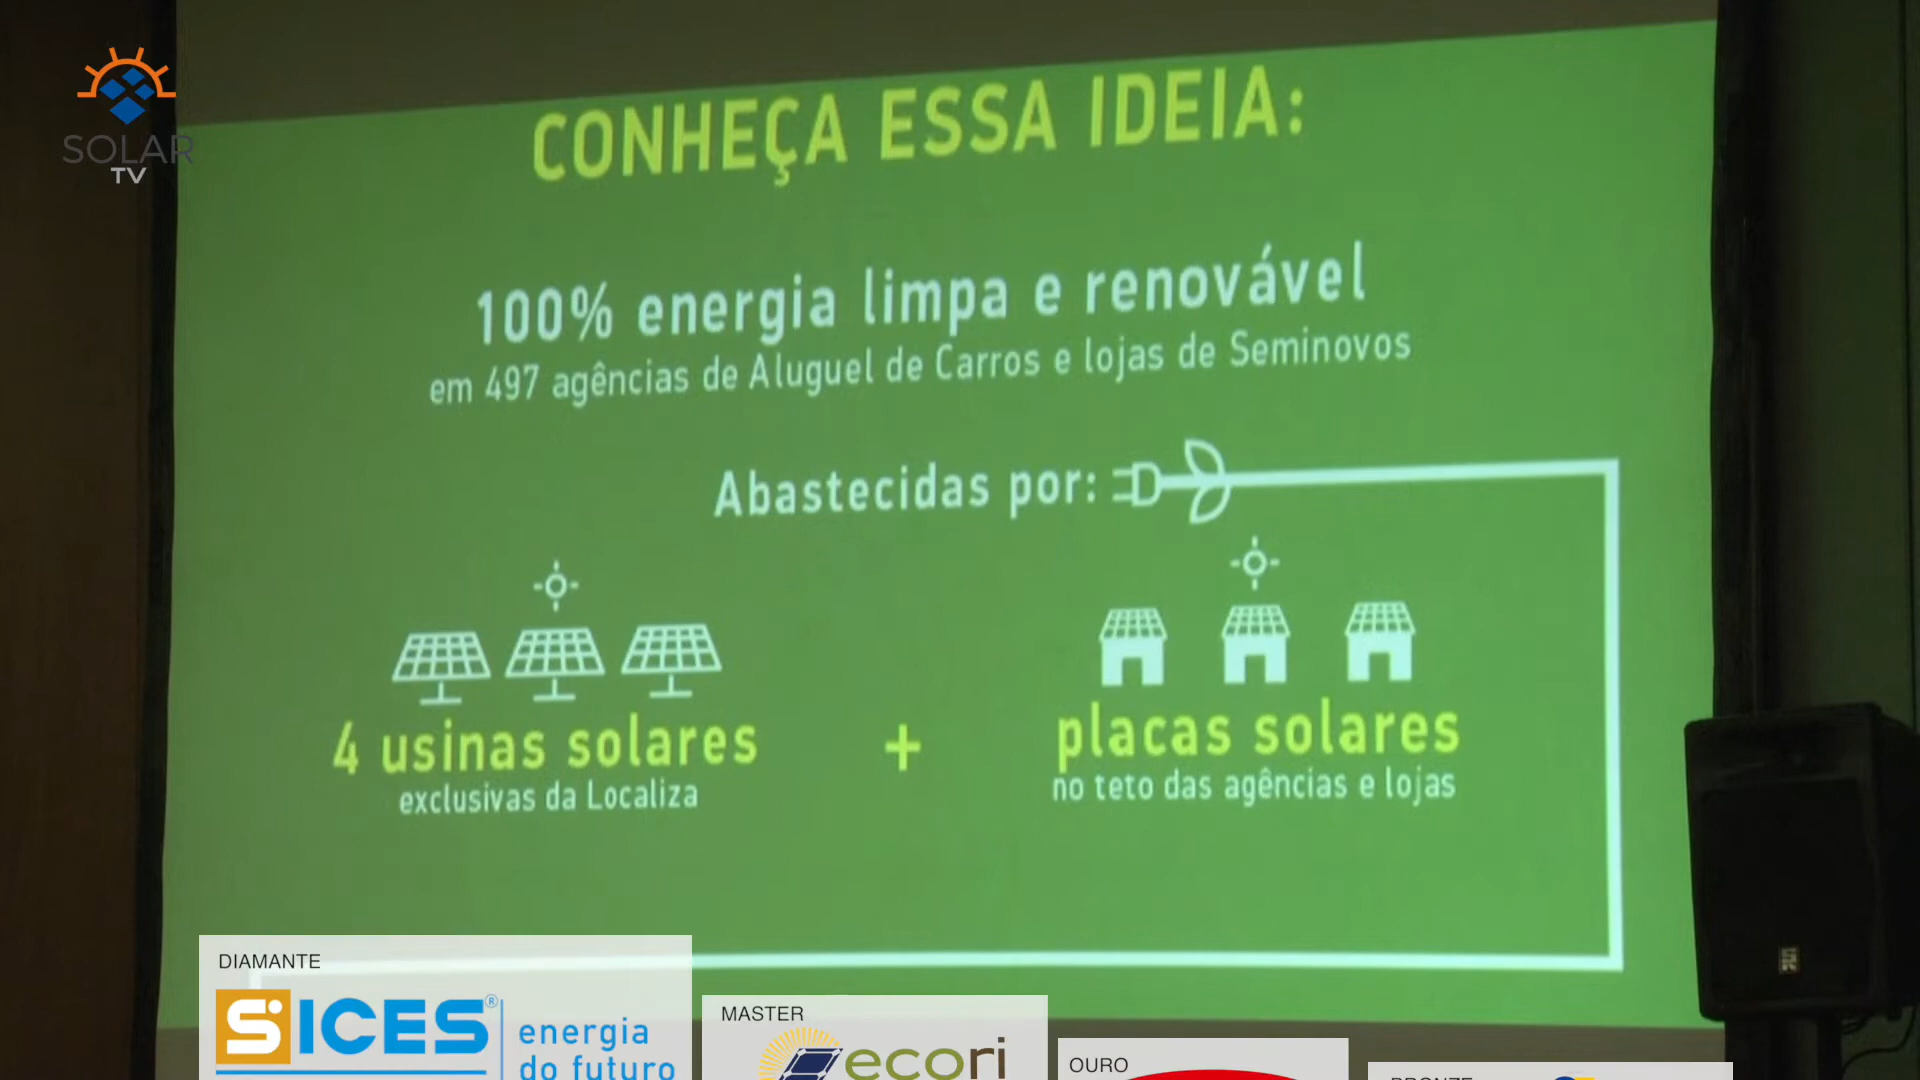 SOLAR
TV
CONHEÇA ESSA IDEIA:
100% energia limpa e renovável
em 497 agências de Aluguel de Carros e lojas de Seminovos
Abastecidas por:
4 usinas solares
exclusivas da Localiza
+
placas solares
no teto das agências e lojas
DIAMANTE
SICES®
energia
do futuro
MASTER
ecori
OURO
BRONZE